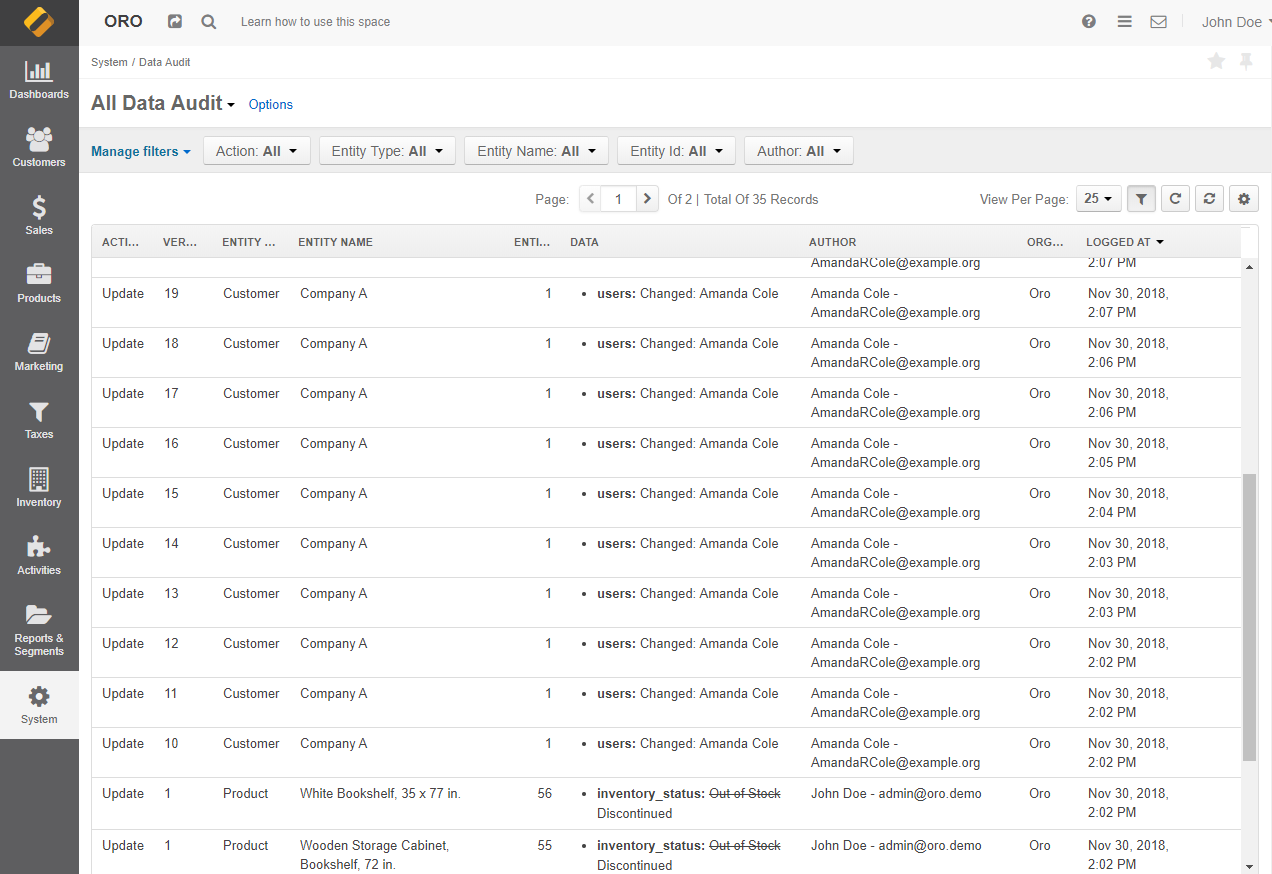 ORO
Learn how to use this space
John Doe
Dashboards
Customers
Sales
Products
Marketing
Taxes
Inventory
Activities
Reports &
Segments
System
System / Data Audit
All Data Audit
Options
Manage filters
Action: All
Entity Type: All
Entity Name: All
Entity Id: All
Author: All
Page: 1 Of 2 | Total Of 35 Records
View Per Page: 25
ACTI... VER... ENTITY ... ENTITY NAME ENTI... DATA AUTHOR ORG... LOGGED AT
AmandaRCole@example.org 2:07 PM
Update 19 Customer Company A 1 • users: Changed: Amanda Cole Amanda Cole - Oro Nov 30, 2018,
AmandaRCole@example.org 2:07 PM
Update 18 Customer Company A 1 • users: Changed: Amanda Cole Amanda Cole - Oro Nov 30, 2018,
AmandaRCole@example.org 2:06 PM
Update 17 Customer Company A 1 • users: Changed: Amanda Cole Amanda Cole - Oro Nov 30, 2018,
AmandaRCole@example.org 2:06 PM
Update 16 Customer Company A 1 • users: Changed: Amanda Cole Amanda Cole - Oro Nov 30, 2018,
AmandaRCole@example.org 2:05 PM
Update 15 Customer Company A 1 • users: Changed: Amanda Cole Amanda Cole - Oro Nov 30, 2018,
AmandaRCole@example.org 2:04 PM
Update 14 Customer Company A 1 • users: Changed: Amanda Cole Amanda Cole - Oro Nov 30, 2018,
AmandaRCole@example.org 2:03 PM
Update 13 Customer Company A 1 • users: Changed: Amanda Cole Amanda Cole - Oro Nov 30, 2018,
AmandaRCole@example.org 2:03 PM
Update 12 Customer Company A 1 • users: Changed: Amanda Cole Amanda Cole - Oro Nov 30, 2018,
AmandaRCole@example.org 2:02 PM
Update 11 Customer Company A 1 • users: Changed: Amanda Cole Amanda Cole - Oro Nov 30, 2018,
AmandaRCole@example.org 2:02 PM
Update 10 Customer Company A 1 • users: Changed: Amanda Cole Amanda Cole - Oro Nov 30, 2018,
AmandaRCole@example.org 2:02 PM
Update 1 Product White Bookshelf, 35 x 77 in. 56 • inventory_status: Out of Stock John Doe - admin@oro.demo Oro Nov 30, 2018,
Discontinued 2:02 PM
Update 1 Product Wooden Storage Cabinet, 55 • inventory_status: Out of Stock John Doe - admin@oro.demo Oro Nov 30, 2018,
Bookshelf, 72 in. Discontinued 2:02 PM